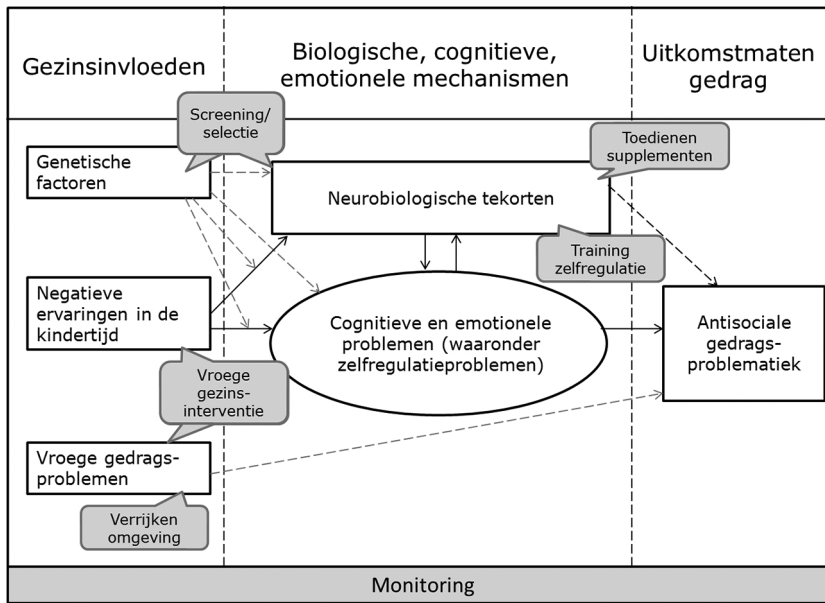 Gezinsinvloeden
Biologische, cognitieve,
emotionele mechanismen
Uitkomstmaten
gedrag
Screening/
selectie
Genetische
factoren
Neurobiologische tekorten
Toedienen
supplementen
Training
zelfregulatie
Negatieve
ervaringen in de
kindertijd
Cognitieve en emotionele
problemen (waaronder
zelfregulatieproblemen)
Antisociale
gedrags-
problematiek
Vroege
gezins-
interventie
Vroege gedrags-
problemen
Verrijken
omgeving
Monitoring